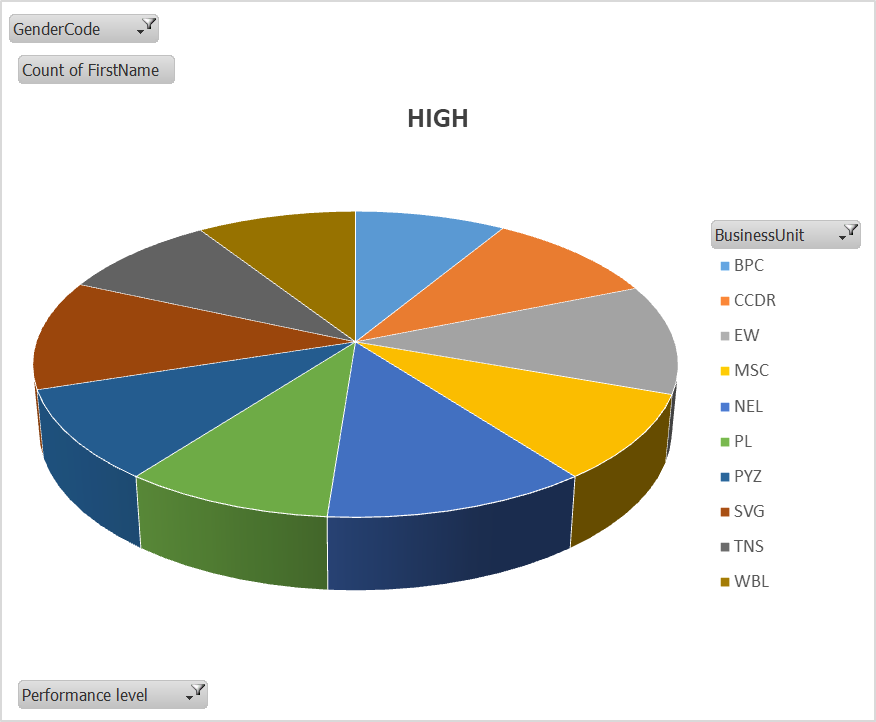 GenderCode
Count of FirstName
HIGH
BusinessUnit
BPC
CCDR
EW
MSC
NEL
PL
PYZ
SVG
TNS
WBL
Performance level